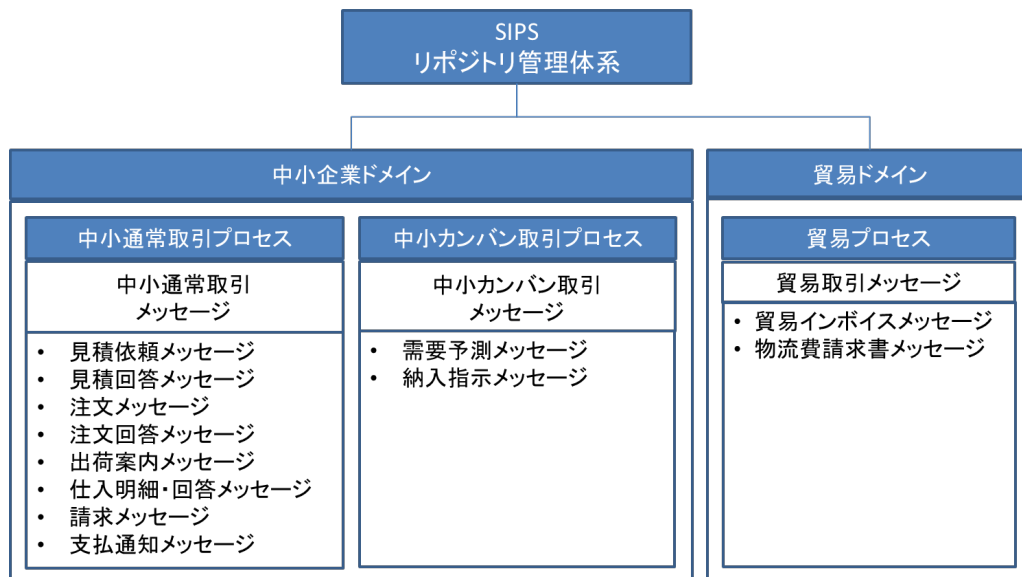 SIPS
リポジトリ管理体系
中小企業ドメイン
中小通常取引プロセス
中小通常取引
メッセージ
• 見積依頼メッセージ
• 見積回答メッセージ
• 注文メッセージ
• 注文回答メッセージ
• 出荷案内メッセージ
• 仕入明細・回答メッセージ
• 請求メッセージ
• 支払通知メッセージ
中小カンバン取引プロセス
中小カンバン取引
メッセージ
• 需要予測メッセージ
• 納入指示メッセージ
貿易ドメイン
貿易プロセス
貿易取引メッセージ
• 貿易インボイスメッセージ
• 物流費請求書メッセージ